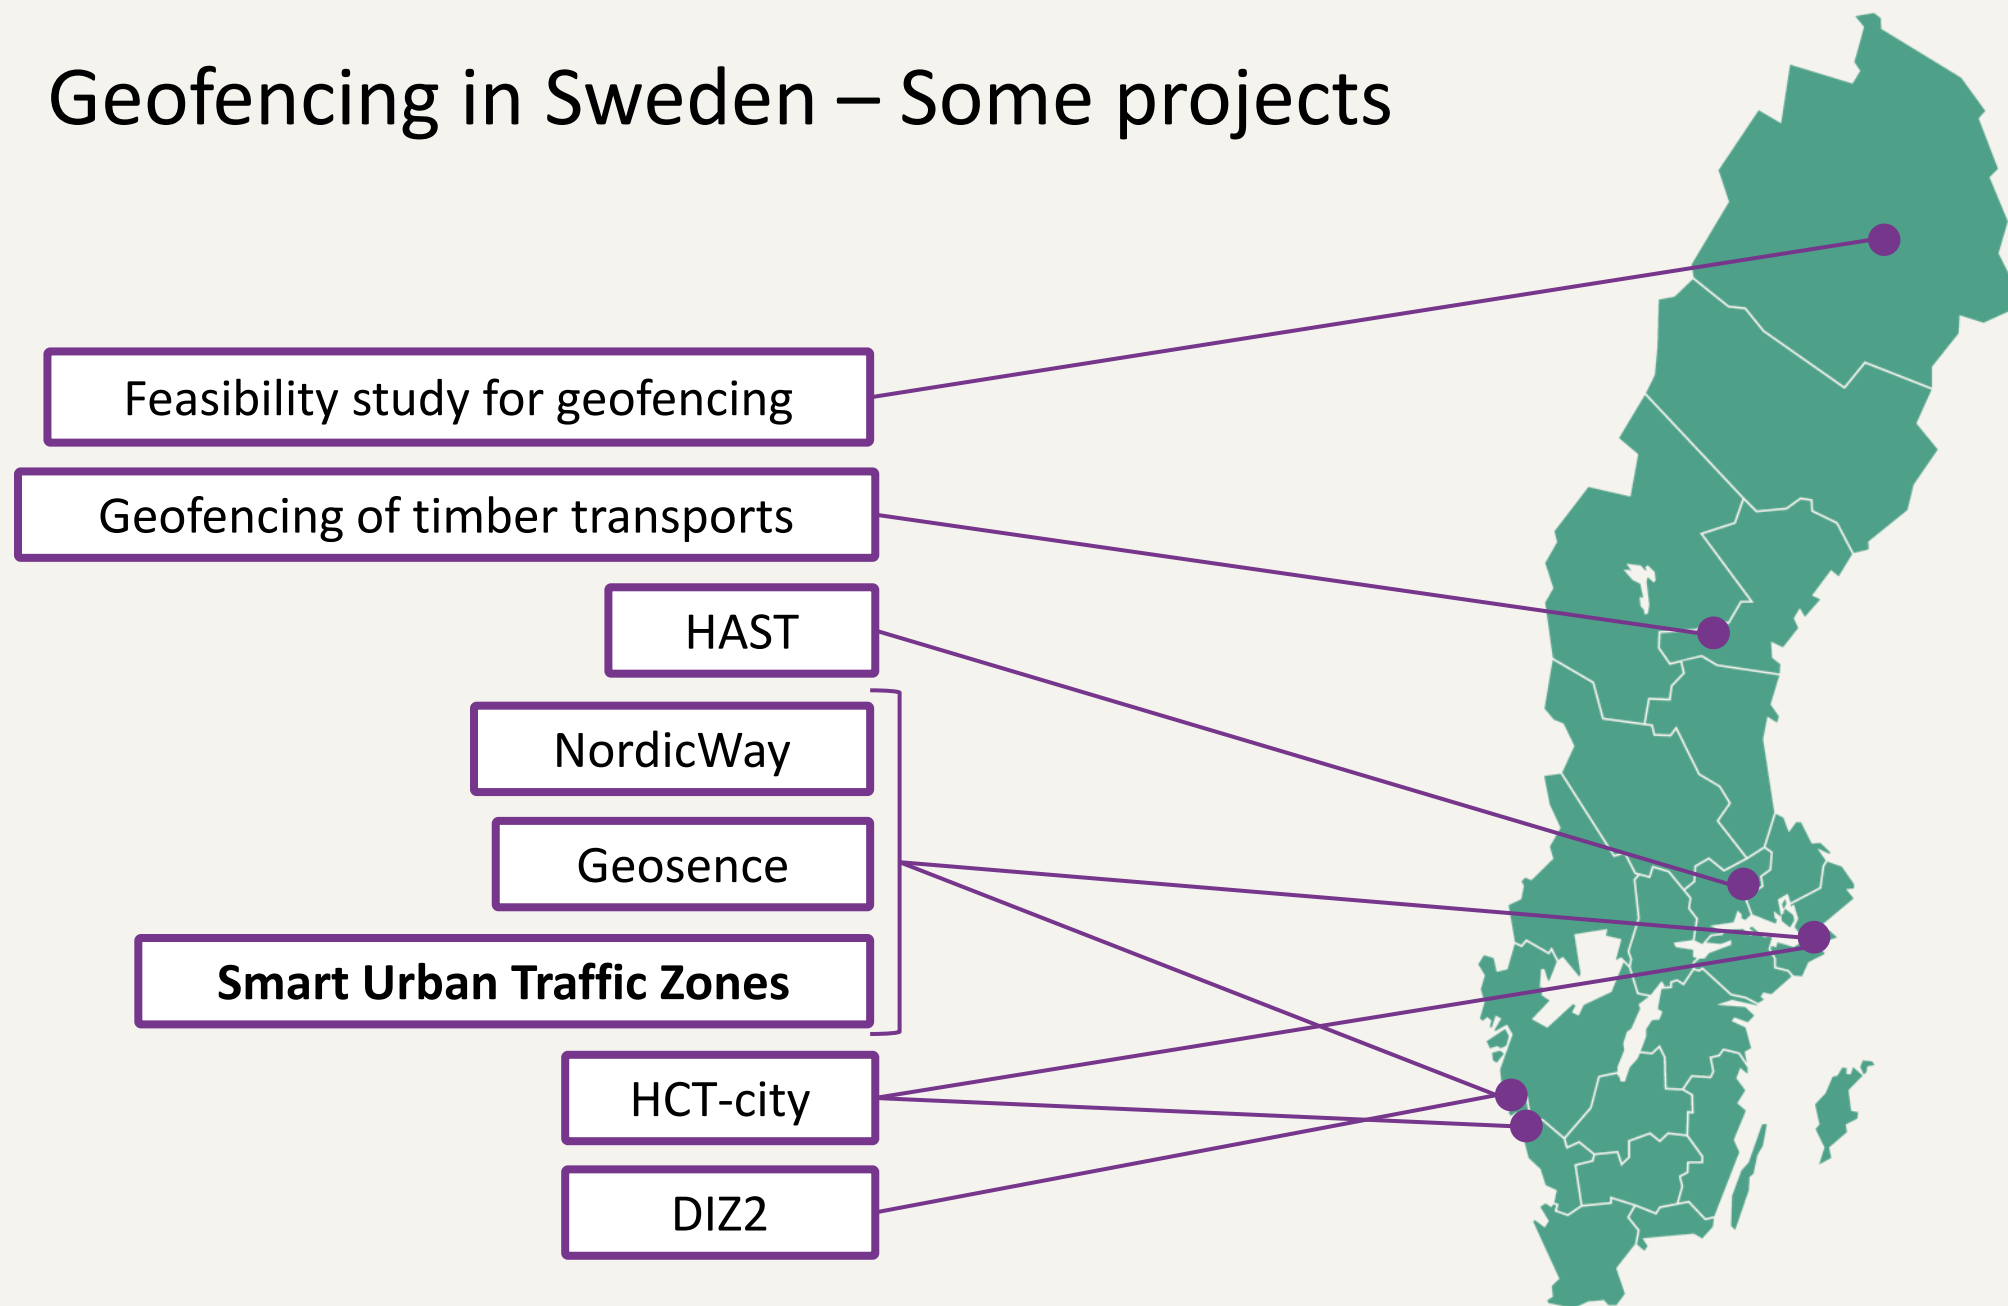 Geofencing in Sweden – Some projects
Feasibility study for geofencing
Geofencing of timber transports
HAST
NordicWay
Geosence
Smart Urban Traffic Zones
HCT-city
DIZ2